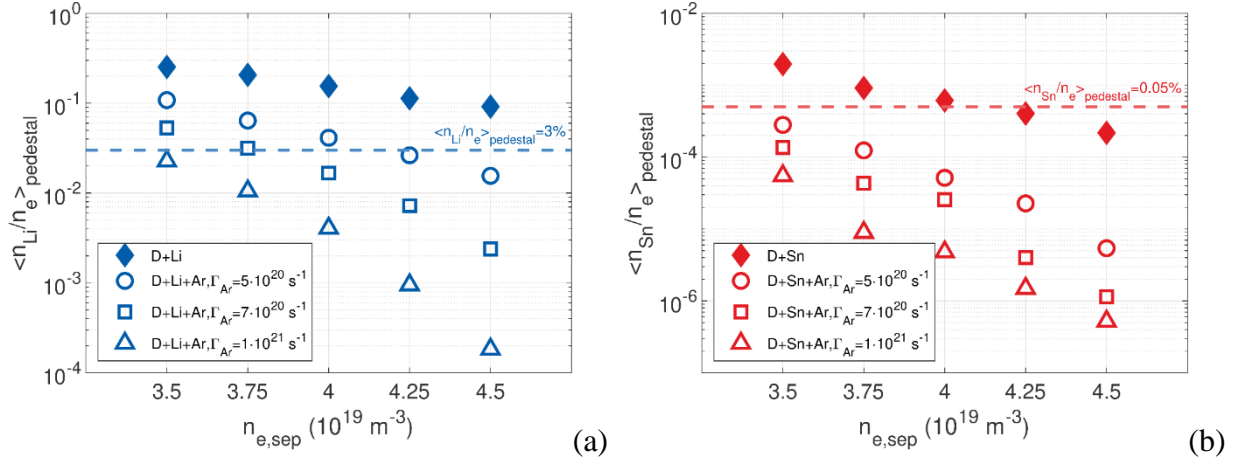 10^0
10^-1
10^-2
10^-3
10^-4
<n_Li/n_e>_pedestal
<n_Li/n_e>_pedestal=3%
D+Li
D+Li+Ar,Γ_Ar=5·10^20 s^-1
D+Li+Ar,Γ_Ar=7·10^20 s^-1
D+Li+Ar,Γ_Ar=1·10^21 s^-1
3.5 3.75 4 4.25 4.5
n_e,sep (10^19 m^-3)
(a)
10^-2
10^-4
10^-6
<n_Sn/n_e>_pedestal
<n_Sn/n_e>_pedestal=0.05%
D+Sn
D+Sn+Ar,Γ_Ar=5·10^20 s^-1
D+Sn+Ar,Γ_Ar=7·10^20 s^-1
D+Sn+Ar,Γ_Ar=1·10^21 s^-1
3.5 3.75 4 4.25 4.5
n_e,sep (10^19 m^-3)
(b)